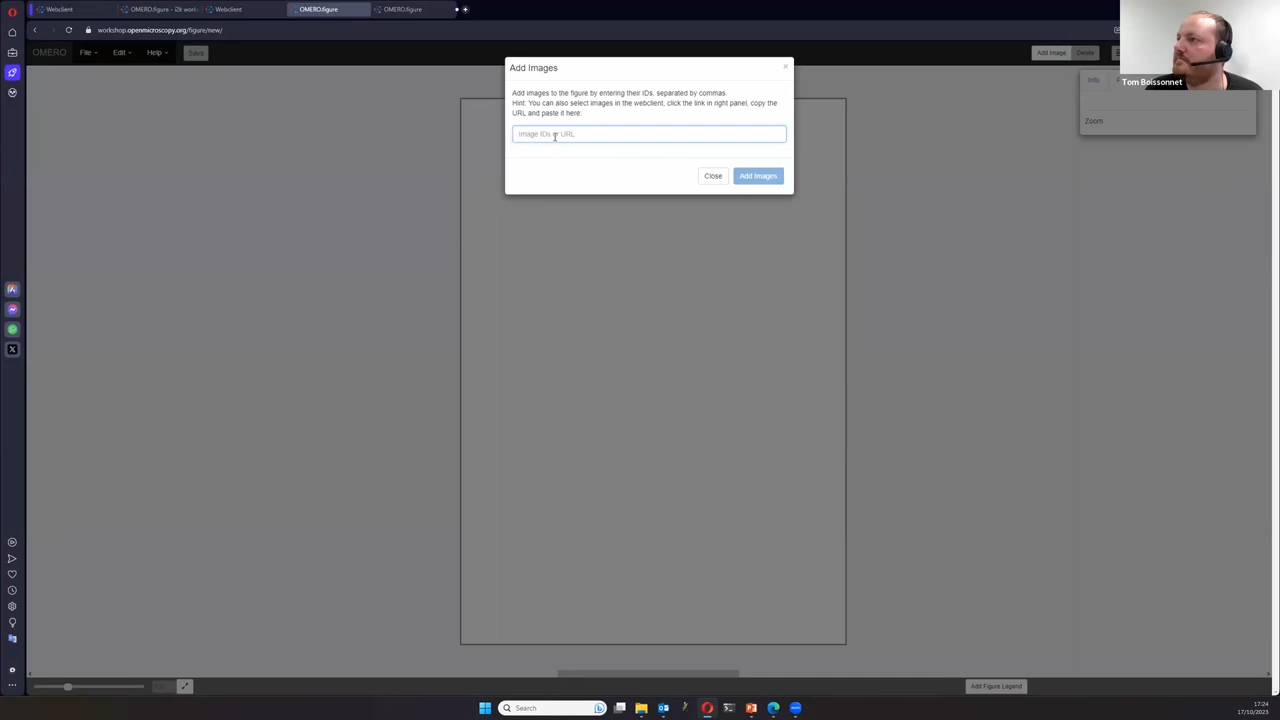 Webclient
OMERO.figure - i2k work
Webclient
OMERO.figure
OMERO.figure
workshop.openmicroscopy.org/figure/new/
OMERO
File
Edit
Help
Save
Add Image
Delete
Tom Boissonnet
Info
Zoom
Add Images
×
Add images to the figure by entering their IDs, separated by commas.
Hint: You can also select images in the webclient, click the link in right panel, copy the
URL and paste it here:
Image IDs or URL
Close
Add Images
Add Figure Legend
Search
17:24
17/10/2023